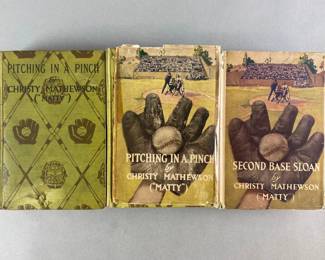 PITCHING IN A PINCH
by
CHRISTY MATHEWSON
("MATTY")
PITCHING IN A PINCH
by
CHRISTY MATHEWSON
("MATTY")
SECOND BASE SLOAN
by
CHRISTY MATHEWSON
(MATTY)